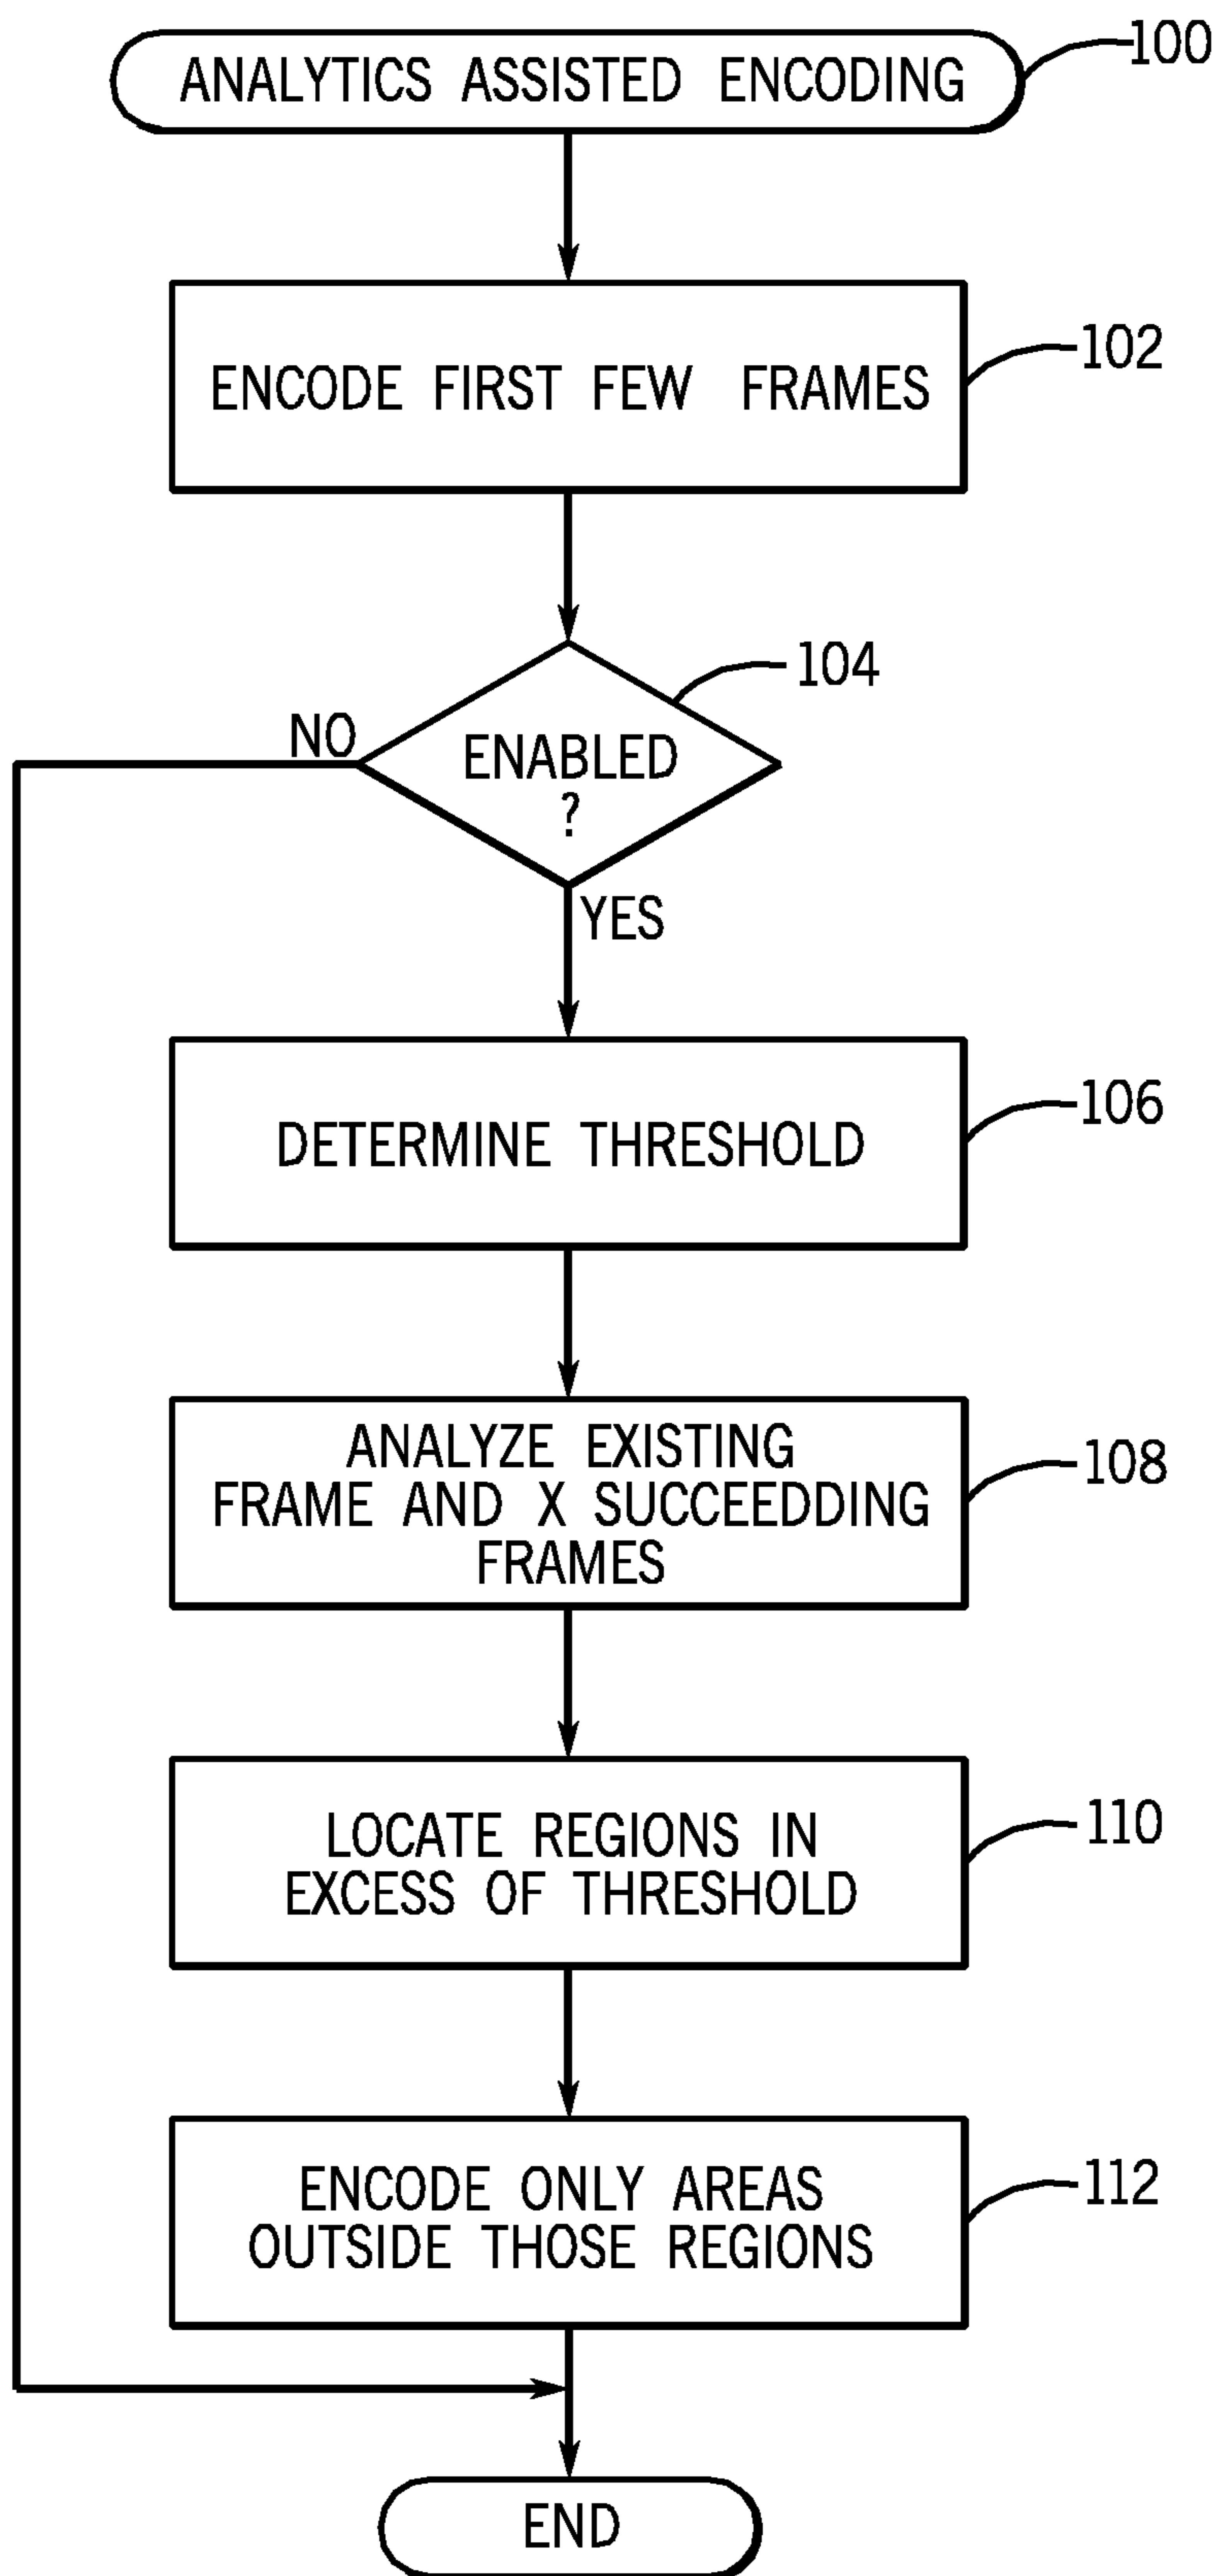 ANALYTICS ASSISTED ENCODING
100
ENCODE FIRST FEW FRAMES
102
104
NO
ENABLED
?
YES
DETERMINE THRESHOLD
106
ANALYZE EXISTING
FRAME AND X SUCCEEDDING
FRAMES
108
LOCATE REGIONS IN
EXCESS OF THRESHOLD
110
ENCODE ONLY AREAS
OUTSIDE THOSE REGIONS
112
END